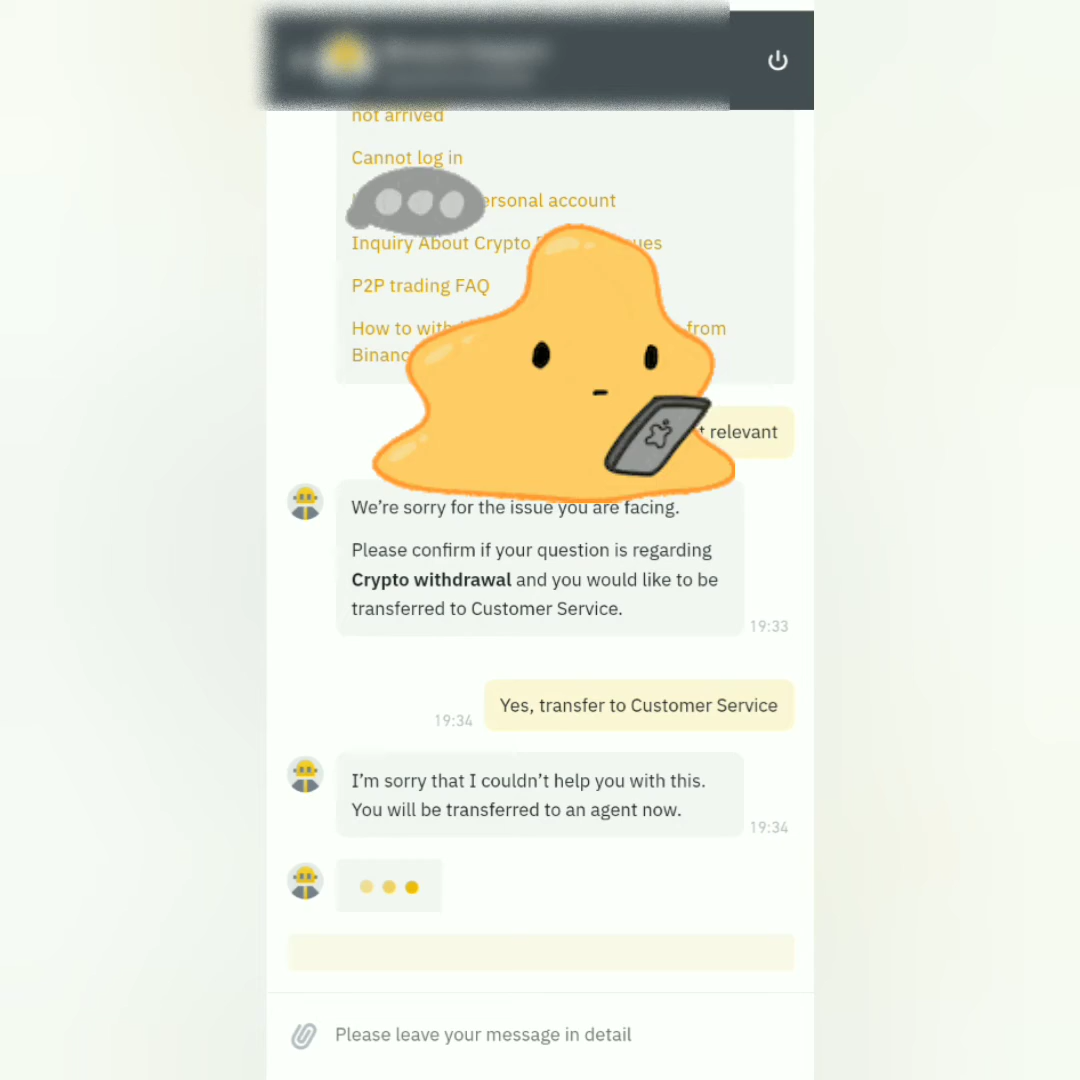 not arrived
Cannot log in
ersonal account
Inquiry About Crypto
P2P trading FAQ
How to from
relevant
We're sorry for the issue you are facing.
Please confirm if your question is regarding
Crypto withdrawal and you would like to be
transferred to Customer Service.
19:33
Yes, transfer to Customer Service
19:34
I'm sorry that I couldn't help you with this.
You will be transferred to an agent now.
19:34
Please leave your message in detail